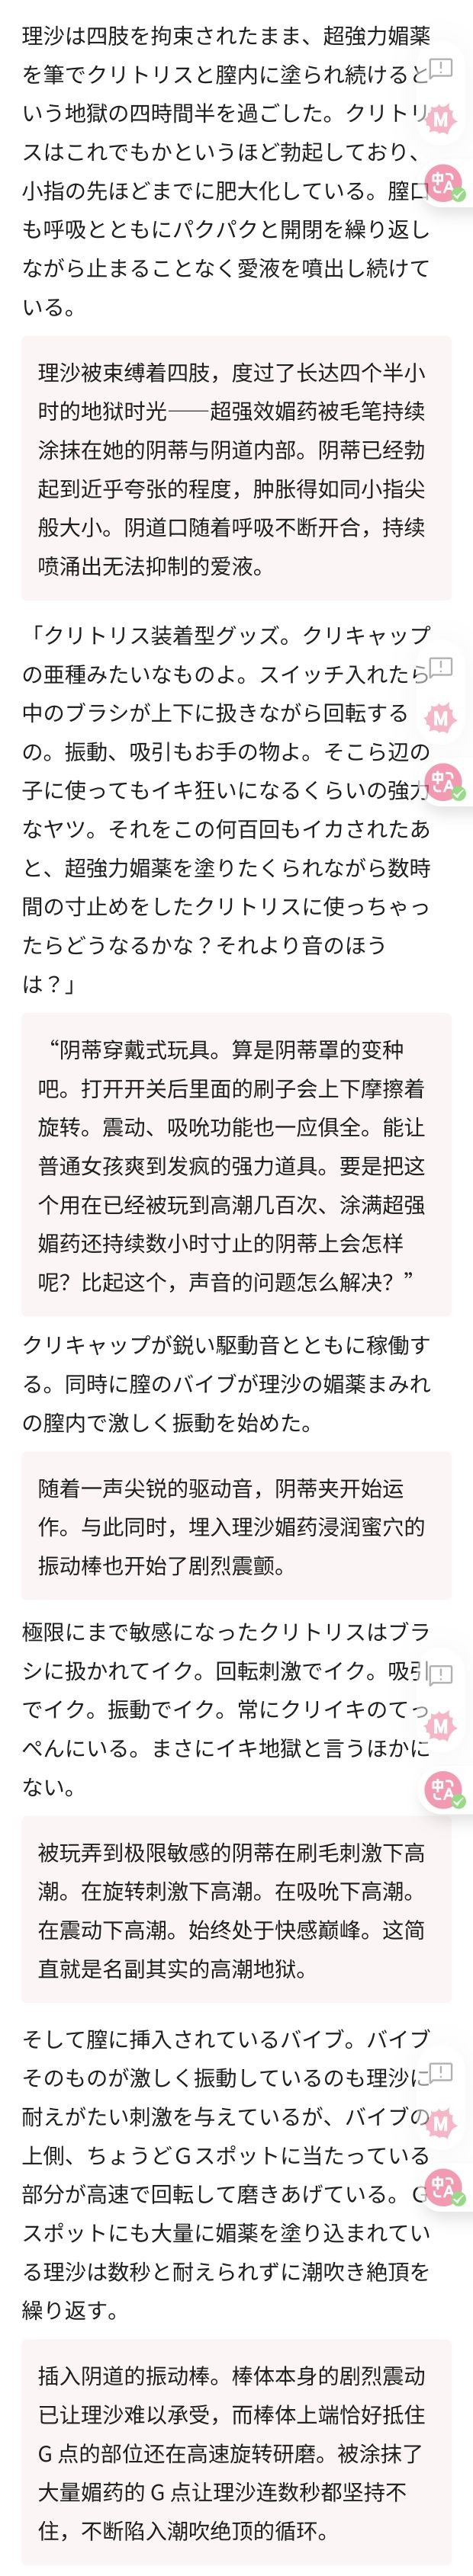 理沙は四肢を拘束されたまま、超強力媚薬
を筆でクリトリスと膣内に塗られ続けると
いう地獄の四時間半を過ごした。クリトリ
スはこれでもかというほど勃起しており、
小指の先ほどまでに肥大化している。膣口
も呼吸とともにパクパクと開閉を繰り返し
ながら止まることなく愛液を噴出し続けて
いる。
理沙被束缚着四肢，度过了长达四个半小
时的地狱时光——超强效媚药被毛笔持续
涂抹在她的阴蒂与阴道内部。阴蒂已经勃
起到近乎夸张的程度，肿胀得如同小指尖
般大小。阴道口随着呼吸不断开合，持续
喷涌出无法抑制的爱液。
「クリトリス装着型グッズ。クリキャップ
の亜種みたいなものよ。スイッチ入れたら
中のブラシが上下に扱きながら回転する
の。振動、吸引もお手の物よ。そこら辺の
子に使ってもイキ狂いになるくらいの強力
なヤツ。それをこの何百回もイカされたあ
と、超強力媚薬を塗りたくられながら数時
間の寸止めをしたクリトリスに使っちゃっ
たらどうなるかな？それより音のほう
は？」
“阴蒂穿戴式玩具。算是阴蒂罩的变种
吧。打开开关后里面的刷子会上下摩擦着
旋转。震动、吸吮功能也一应俱全。能让
普通女孩爽到发疯的强力道具。要是把这
个用在已经被玩到高潮几百次、涂满超强
媚药还持续数小时寸止的阴蒂上会怎样
呢？比起这个，声音的问题怎么解决？”
クリキャップが鋭い駆動音とともに稼働す
る。同時に膣のバイブが理沙の媚薬まみれ
の膣内で激しく振動を始めた。
随着一声尖锐的驱动音，阴蒂夹开始运
作。与此同时，埋入理沙媚药浸润蜜穴的
振动棒也开始了剧烈震颤。
極限にまで敏感になったクリトリスはブラ
シに扱かれてイク。回転刺激でイク。吸引
でイク。振動でイク。常にクリイキのてっ
ぺんにいる。まさにイキ地獄と言うほかに
ない。
被玩弄到极限敏感的阴蒂在刷毛刺激下高
潮。在旋转刺激下高潮。在吸吮下高潮。
在震动下高潮。始终处于快感巅峰。这简
直就是名副其实的高潮地狱。
そして膣に挿入されているバイブ。バイブ
そのものが激しく振動しているのも理沙に
耐えがたい刺激を与えているが、バイブの
上側、ちょうどＧスポットに当たっている
部分が高速で回転して磨きあげている。Ｇ
スポットにも大量に媚薬を塗り込まれてい
る理沙は数秒と耐えられずに潮吹き絶頂を
繰り返す。
插入阴道的振动棒。棒体本身的剧烈震动
已让理沙难以承受，而棒体上端恰好抵住
G 点的部位还在高速旋转研磨。被涂抹了
大量媚药的 G 点让理沙连数秒都坚持不
住，不断陷入潮吹绝顶的循环。